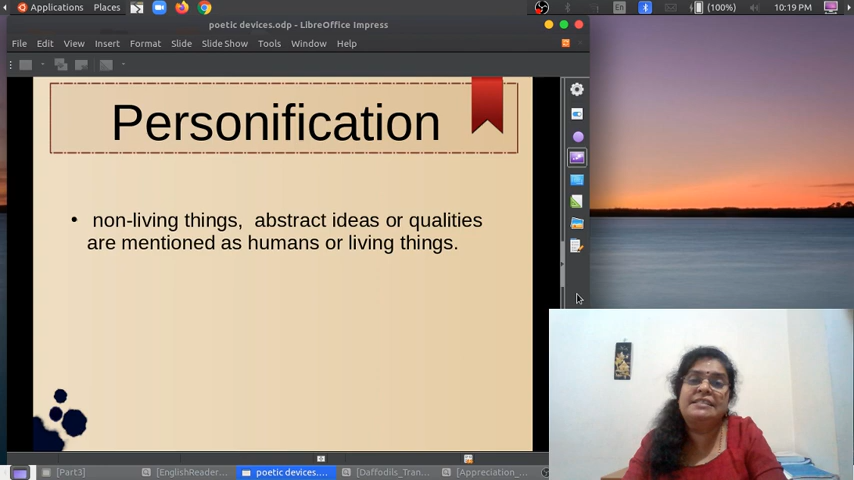 Applications Places En (100%) 10:19 PM
poetic devices.odp - LibreOffice Impress
File Edit View Insert Format Slide Slide Show Tools Window Help
Personification
• non-living things, abstract ideas or qualities
are mentioned as humans or living things.
[Part3] [EnglishReader... poetic devices.... [Daffodils_Tran... [Appreciation_...